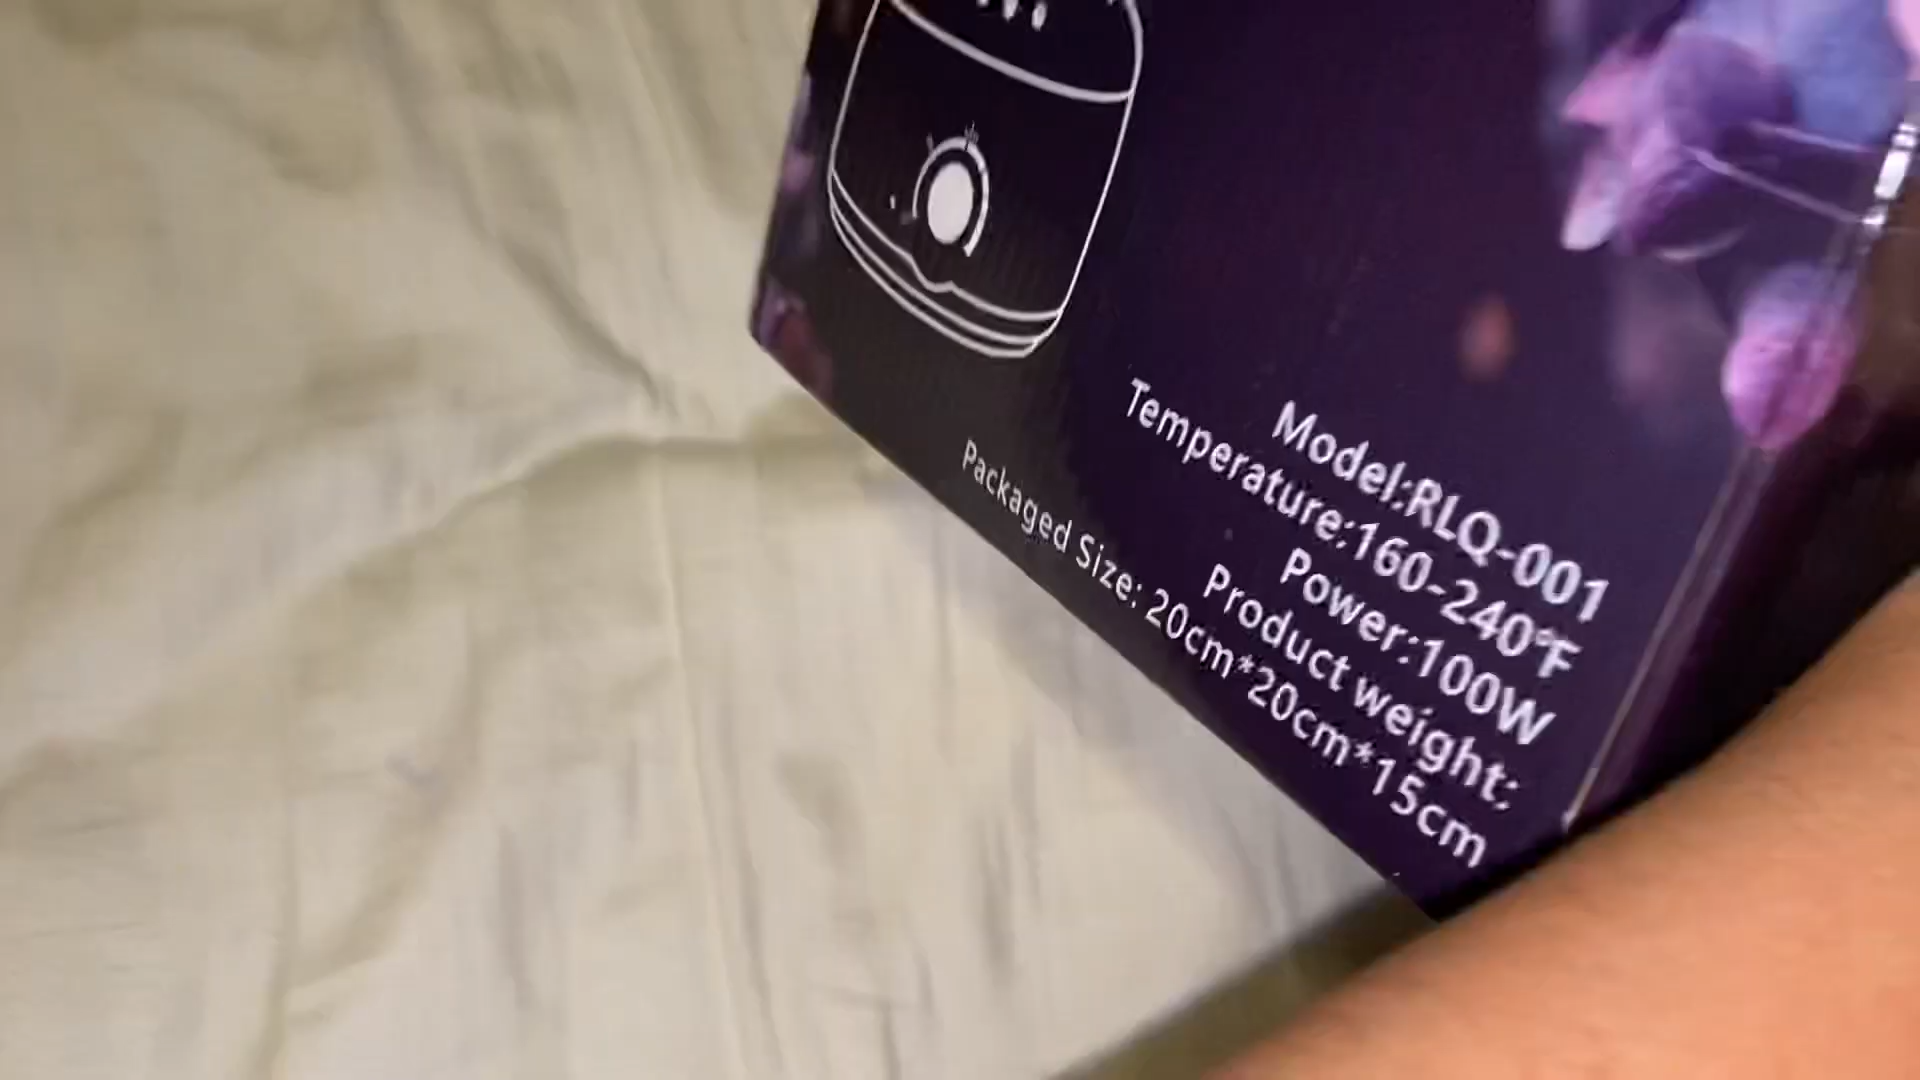 Model:RLQ-001
Temperature:160-240℉
Power:100W
Product weight:
Packaged Size: 20cm*20cm*15cm